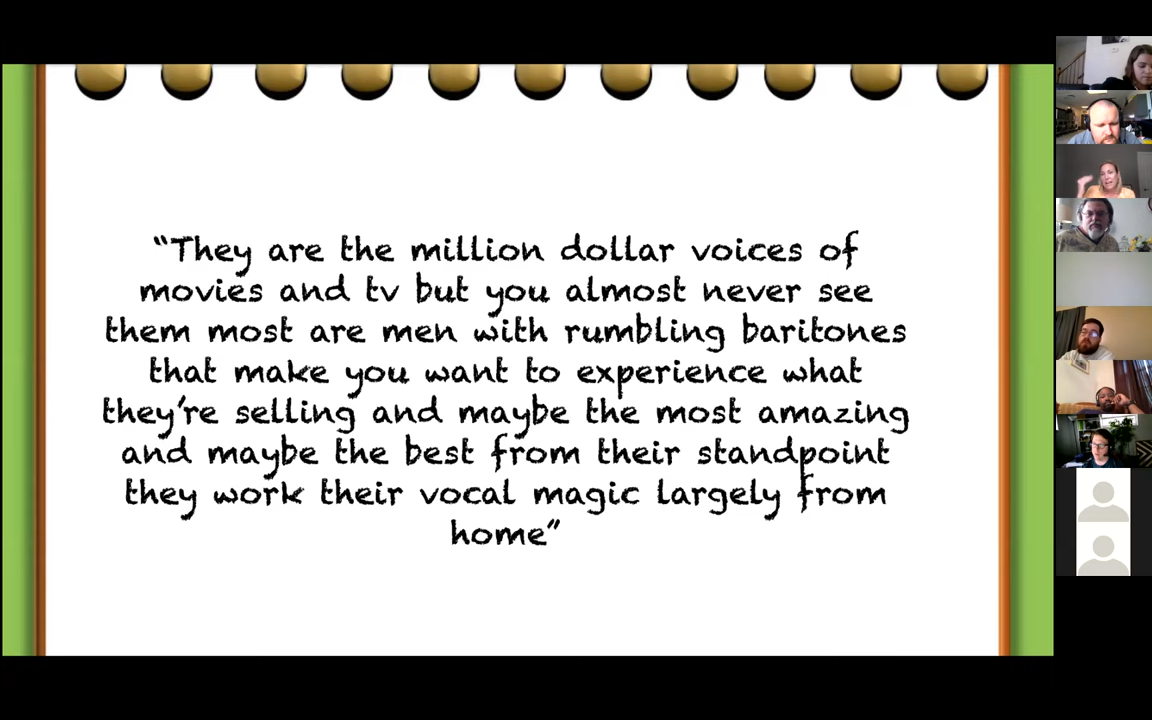 “They are the million dollar voices of
movies and tv but you almost never see
them most are men with rumbling baritones
that make you want to experience what
they’re selling and maybe the most amazing
and maybe the best from their standpoint
they work their vocal magic largely from
home”